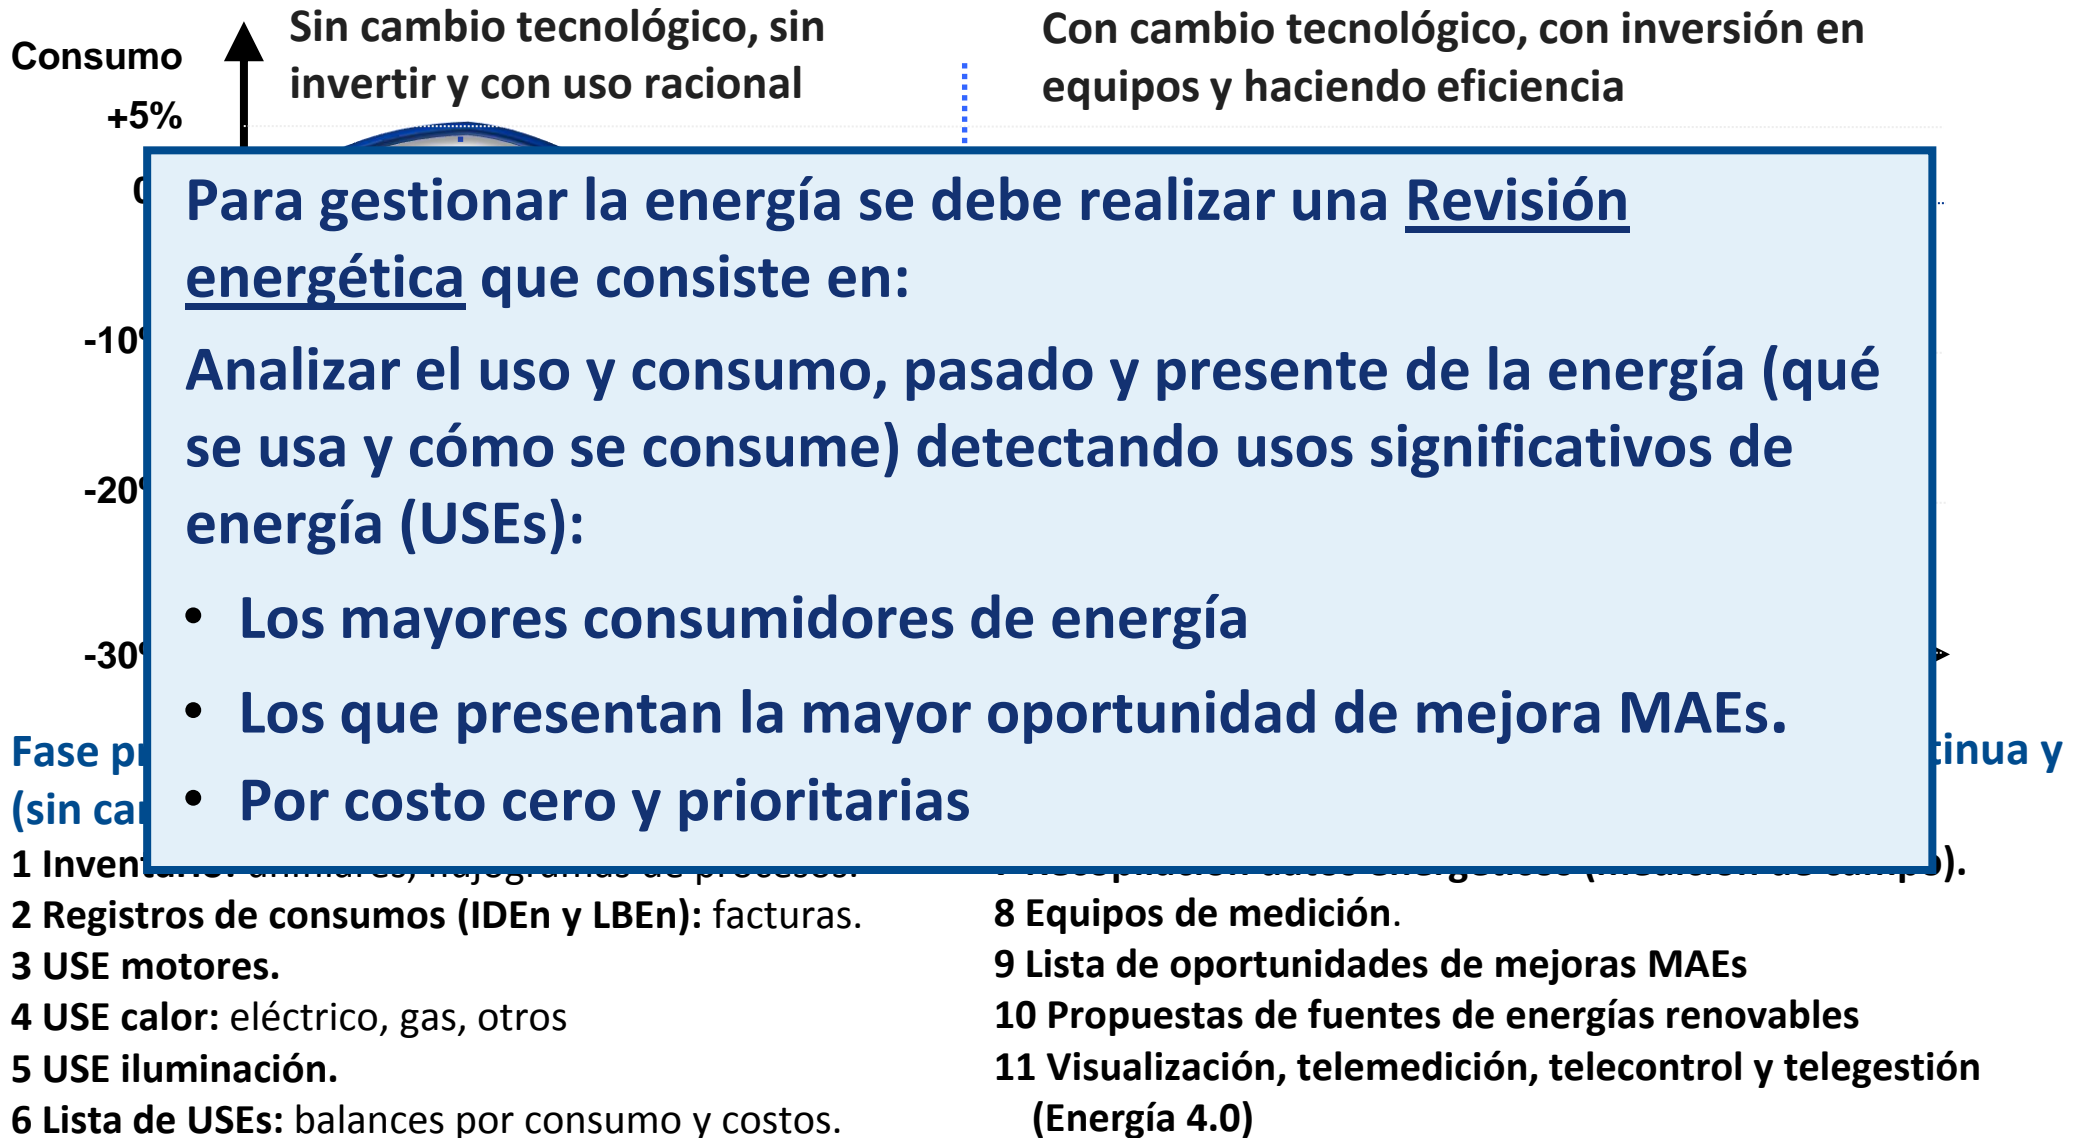 Consumo
+5%
Sin cambio tecnológico, sin
invertir y con uso racional
Con cambio tecnológico, con inversión en
equipos y haciendo eficiencia
Para gestionar la energía se debe realizar una Revisión
energética que consiste en:
Analizar el uso y consumo, pasado y presente de la energía (qué
se usa y cómo se consume) detectando usos significativos de
energía (USEs):
• Los mayores consumidores de energía
• Los que presentan la mayor oportunidad de mejora MAEs.
• Por costo cero y prioritarias
-10
-20
-30
Fase
(sin
1
2 Registros de consumos (IDEn y LBEn): facturas.
3 USE motores.
4 USE calor: eléctrico, gas, otros
5 USE iluminación.
6 Lista de USEs: balances por consumo y costos.
y
8 Equipos de medición.
9 Lista de oportunidades de mejoras MAEs
10 Propuestas de fuentes de energías renovables
11 Visualización, telemedición, telecontrol y telegestión
(Energía 4.0)